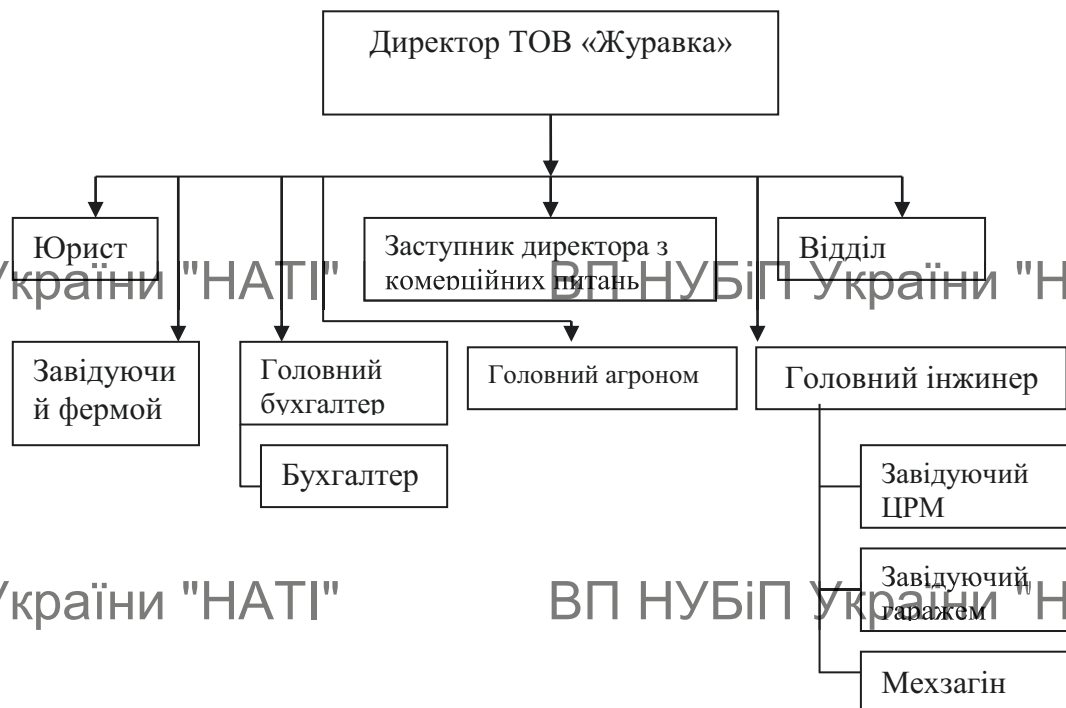 Директор ТОВ «Журавка»
Юрист
Заступник директора з
комерційних питань
Відділ
України "НАТІ"
ВП НУБіП України "Н
Завідуючи
й фермой
Головний
бухгалтер
Головний агроном
Головний інжинер
Бухгалтер
Завідуючий
ЦРМ
України "НАТІ"
ВП НУБіП України "Н
Завідуючий
гаражем
Мехзагін